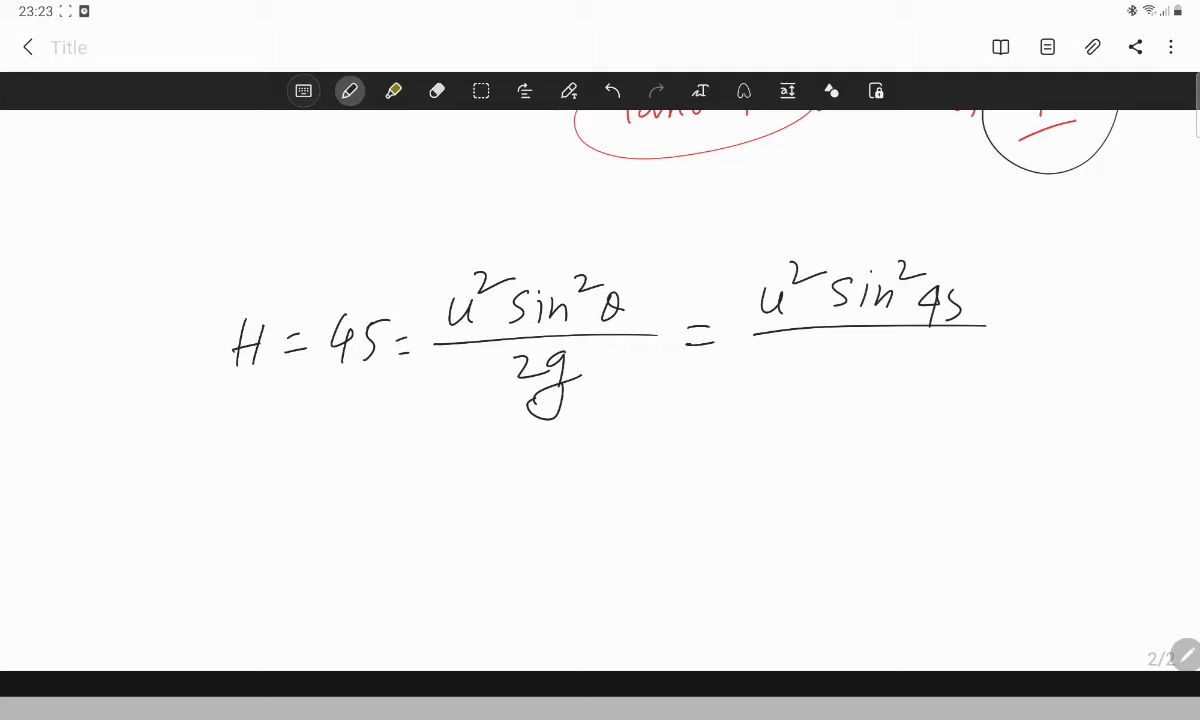 23:23
Title
H = 45 = u² sin² θ / 2g = u² sin² 45
2/2